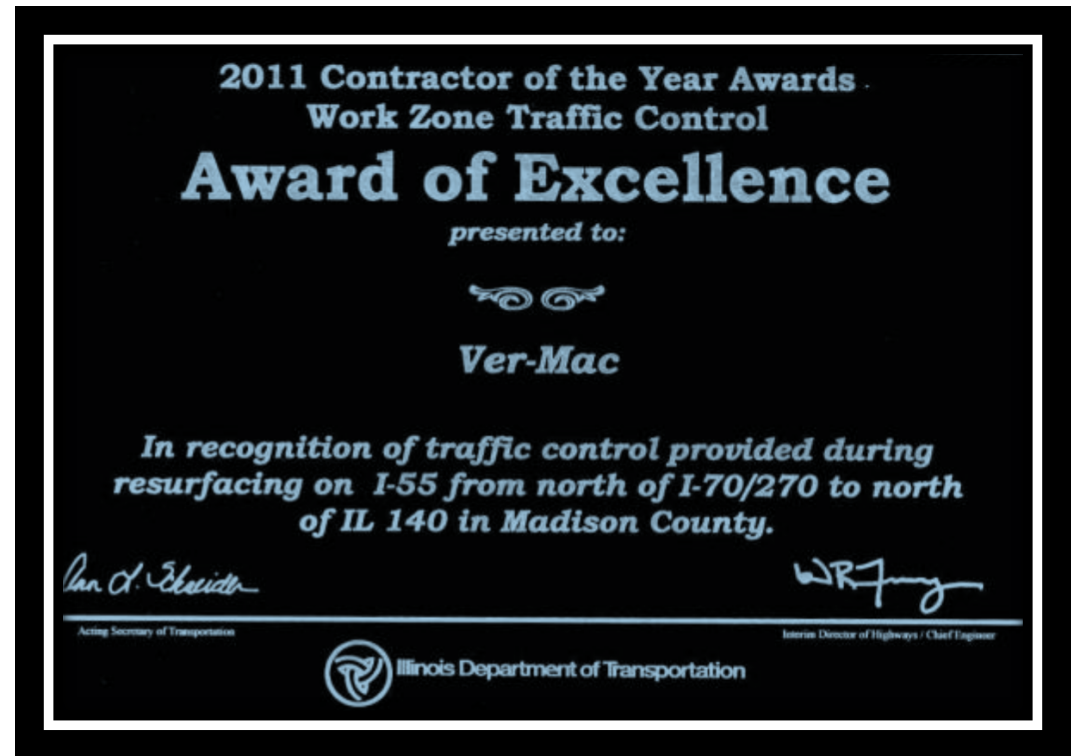 2011 Contractor of the Year Awards
Work Zone Traffic Control
Award of Excellence
presented to:
Ver-Mac
In recognition of traffic control provided during
resurfacing on I-55 from north of I-70/270 to north
of IL 140 in Madison County.
Ann L. Schneider
Acting Secretary of Transportation
Interim Director of Highways / Chief Engineer
Illinois Department of Transportation